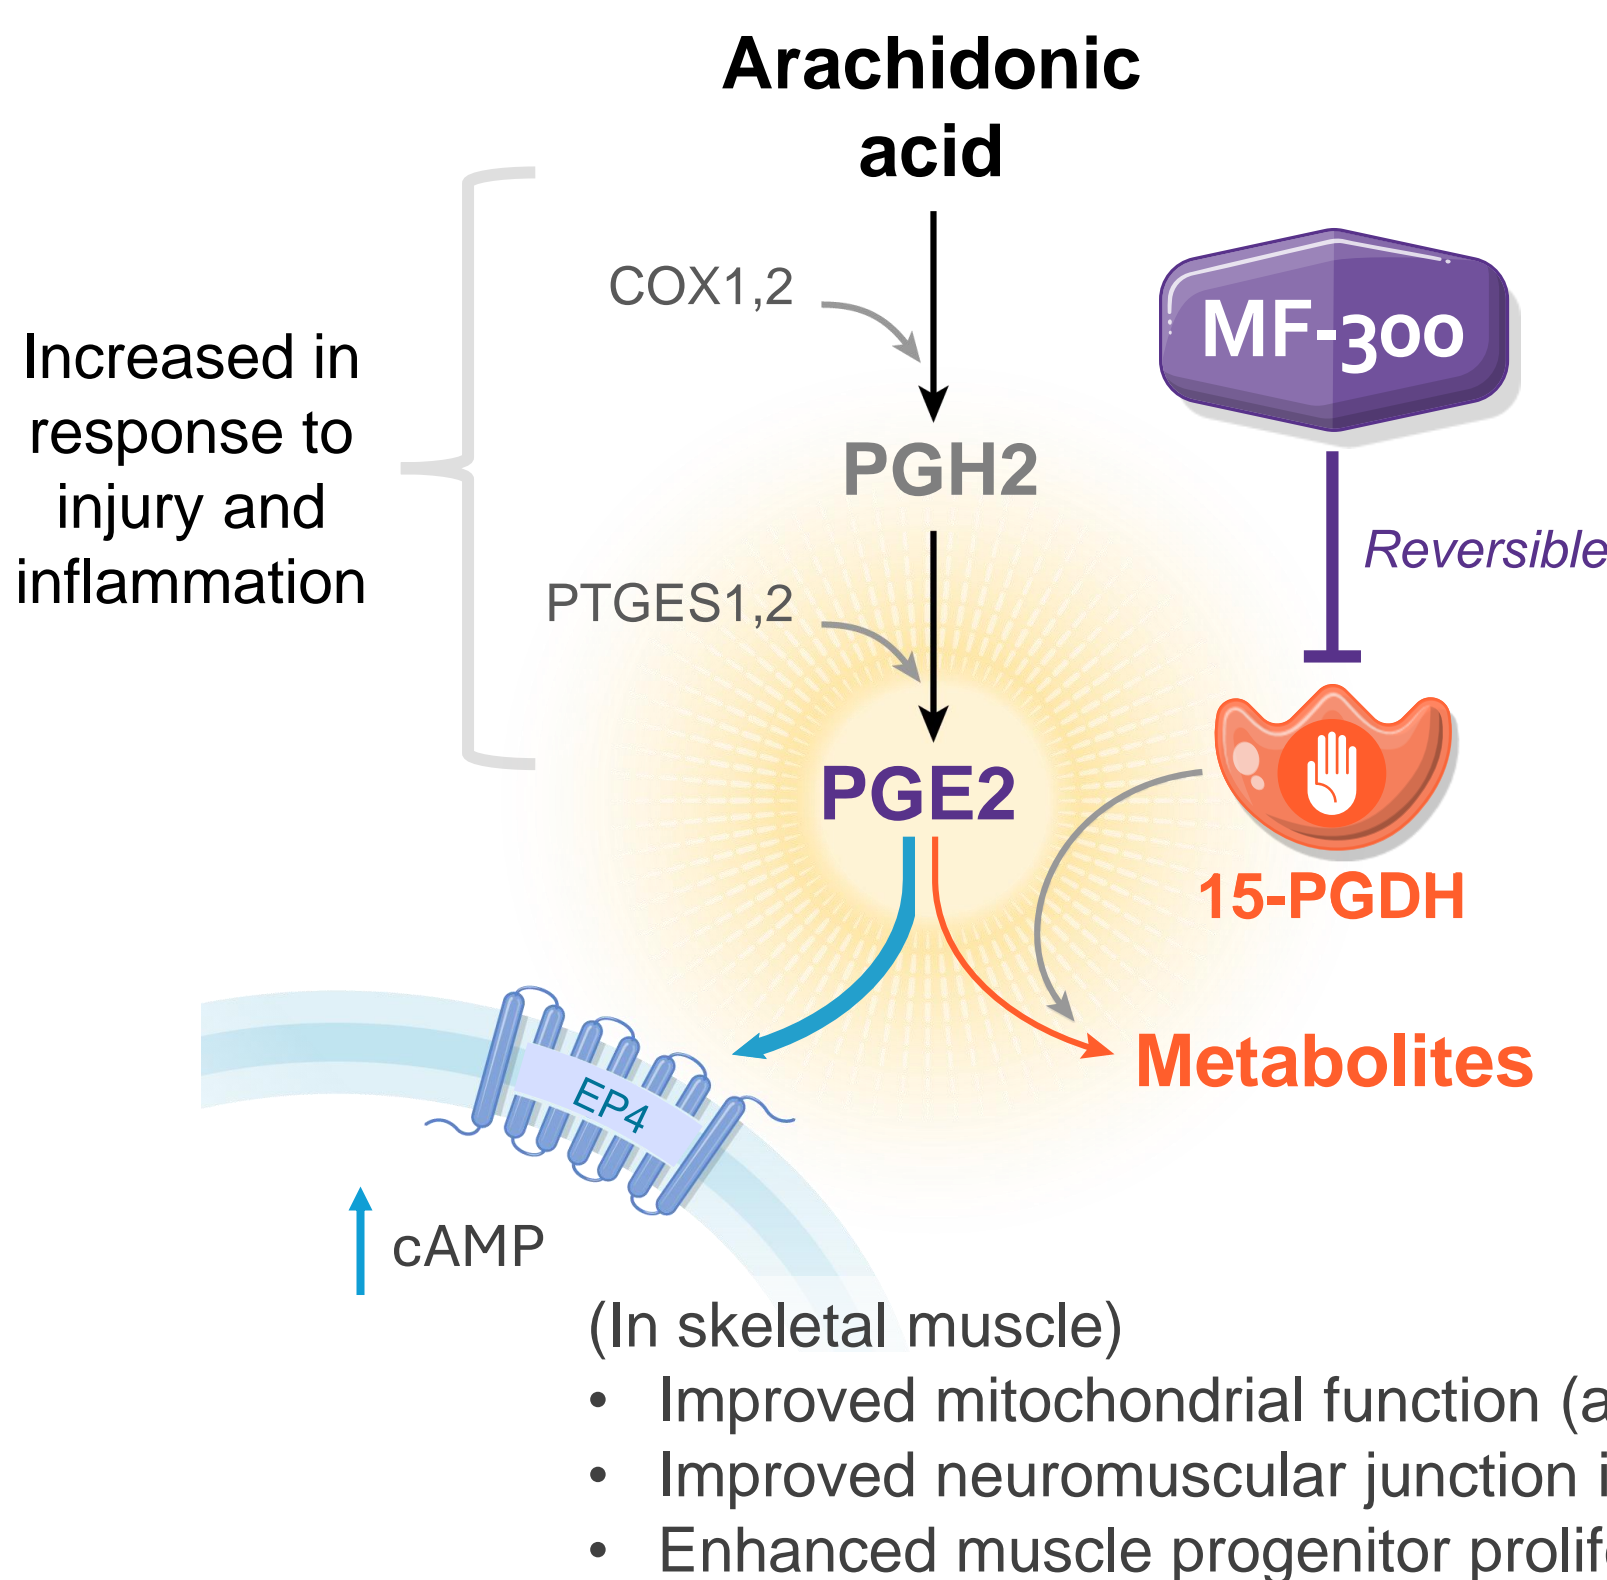 Arachidonic
acid
COX1,2
MF-300
Increased in
response to
injury and
inflammation
PGH2
Reversible
PTGES1,2
PGE2
15-PGDH
Metabolites
EP4
cAMP
(In skeletal muscle)
• Improved mitochondrial function (a
• Improved neuromuscular junction i
• Enhanced muscle progenitor prolif